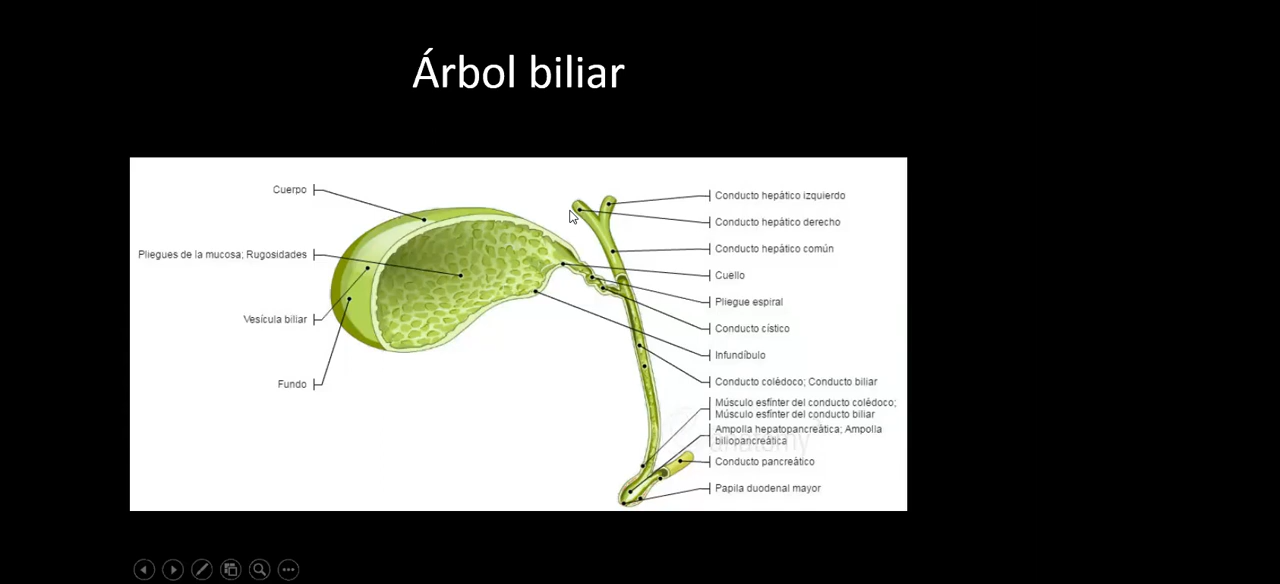 Árbol biliar
Cuerpo
Pliegues de la mucosa; Rugosidades
Vesícula biliar
Fundo
Conducto hepático izquierdo
Conducto hepático derecho
Conducto hepático común
Cuello
Pliegue espiral
Conducto cístico
Infundíbulo
Conducto colédoco; Conducto biliar
Músculo esfínter del conducto colédoco;
Músculo esfínter del conducto biliar
Ampolla hepatopancreática; Ampolla
biliopancreática
anatomy
Conducto pancreático
Papila duodenal mayor